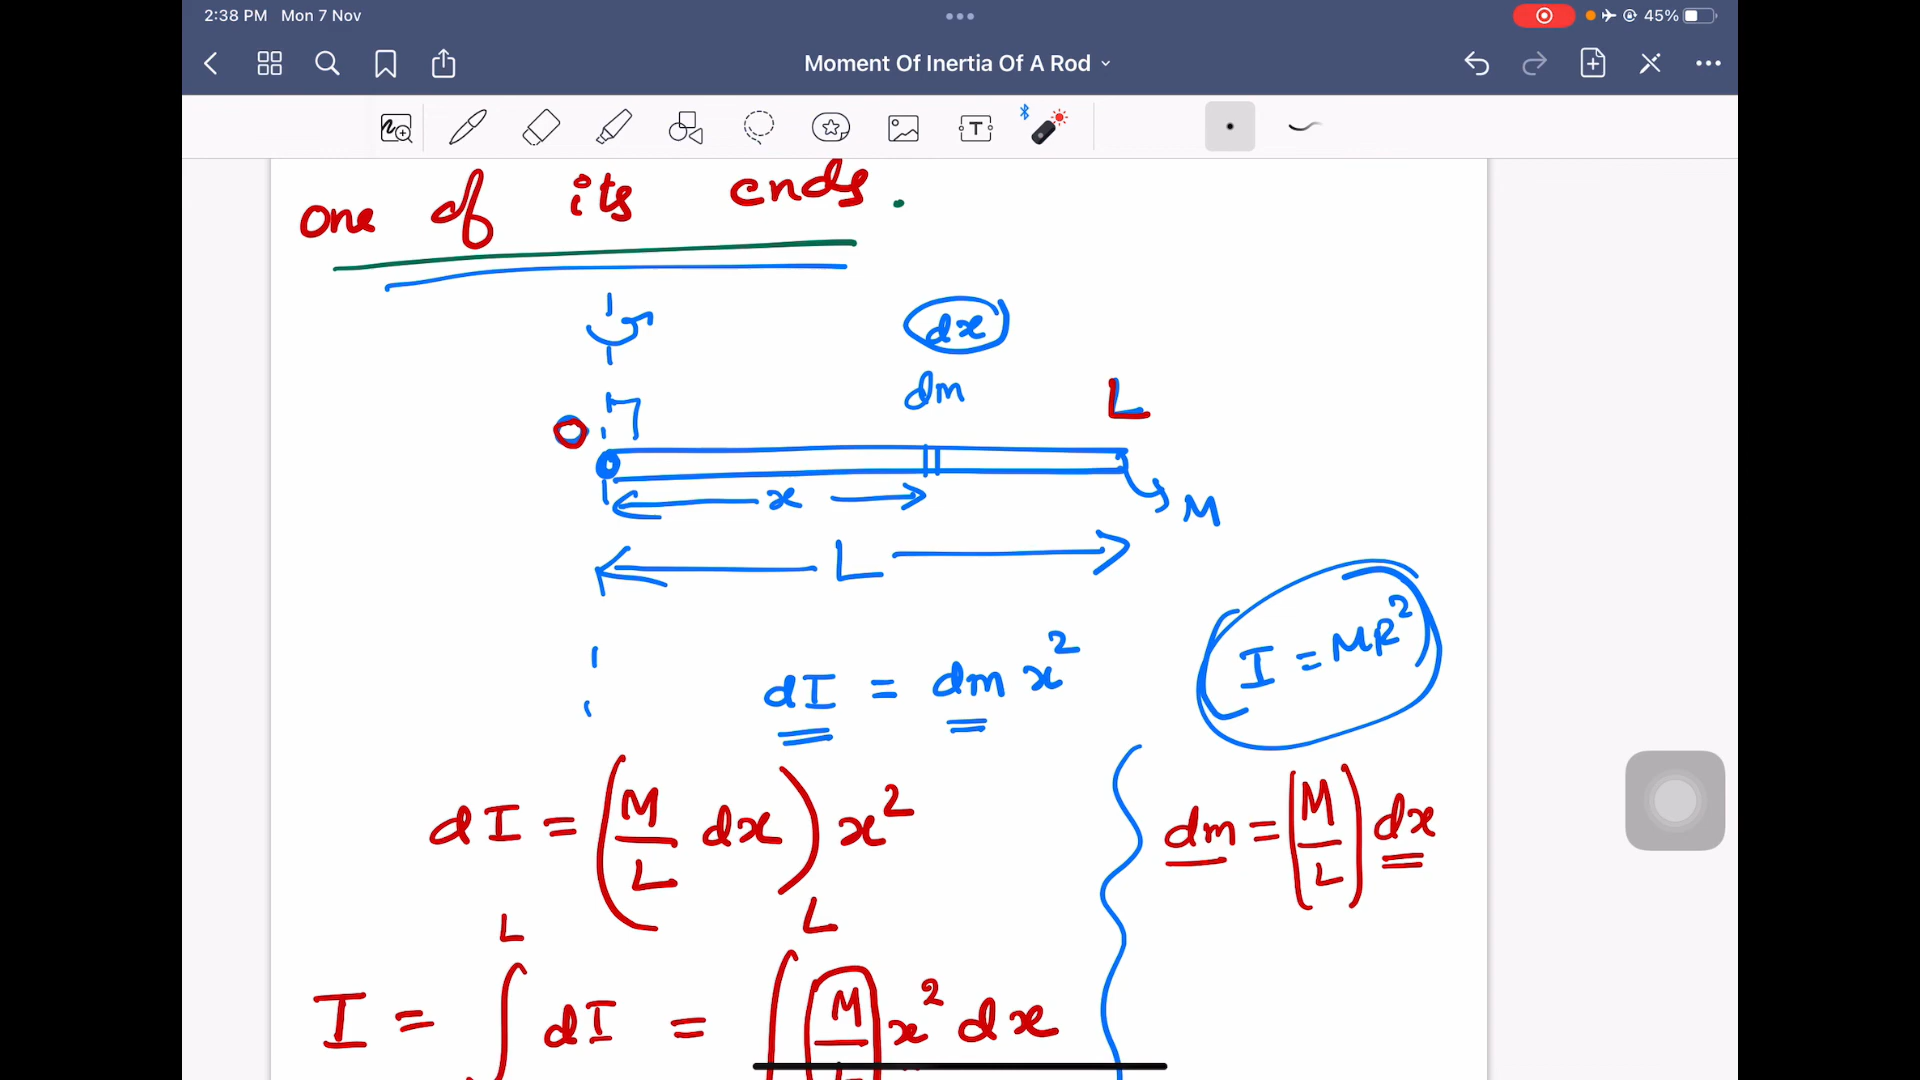 2:38 PM Mon 7 Nov
45%
Moment Of Inertia Of A Rod
T
one of its ends.
dx
dm
L
O
x
M
L
I = MR²
dI = dm x²
dI = (M/L dx) x²
dm = (M/L) dx
L
L
I = ∫ dI = ∫ (M/L) x² dx